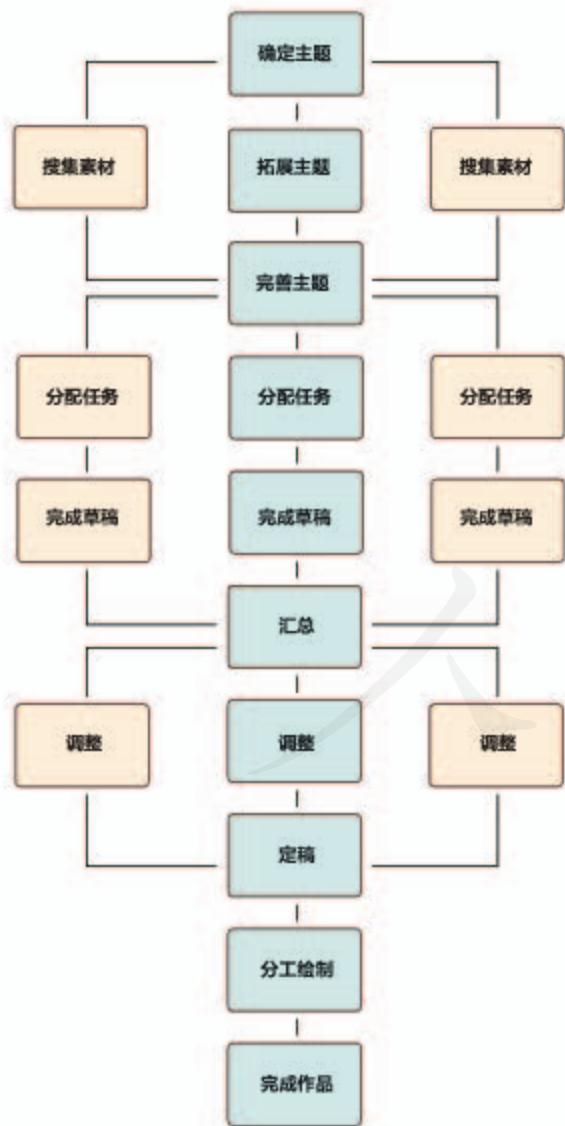 确定主题
搜集素材
拓展主题
搜集素材
完善主题
分配任务
分配任务
分配任务
完成草稿
完成草稿
完成草稿
汇总
调整
调整
调整
定稿
分工绘制
完成作品